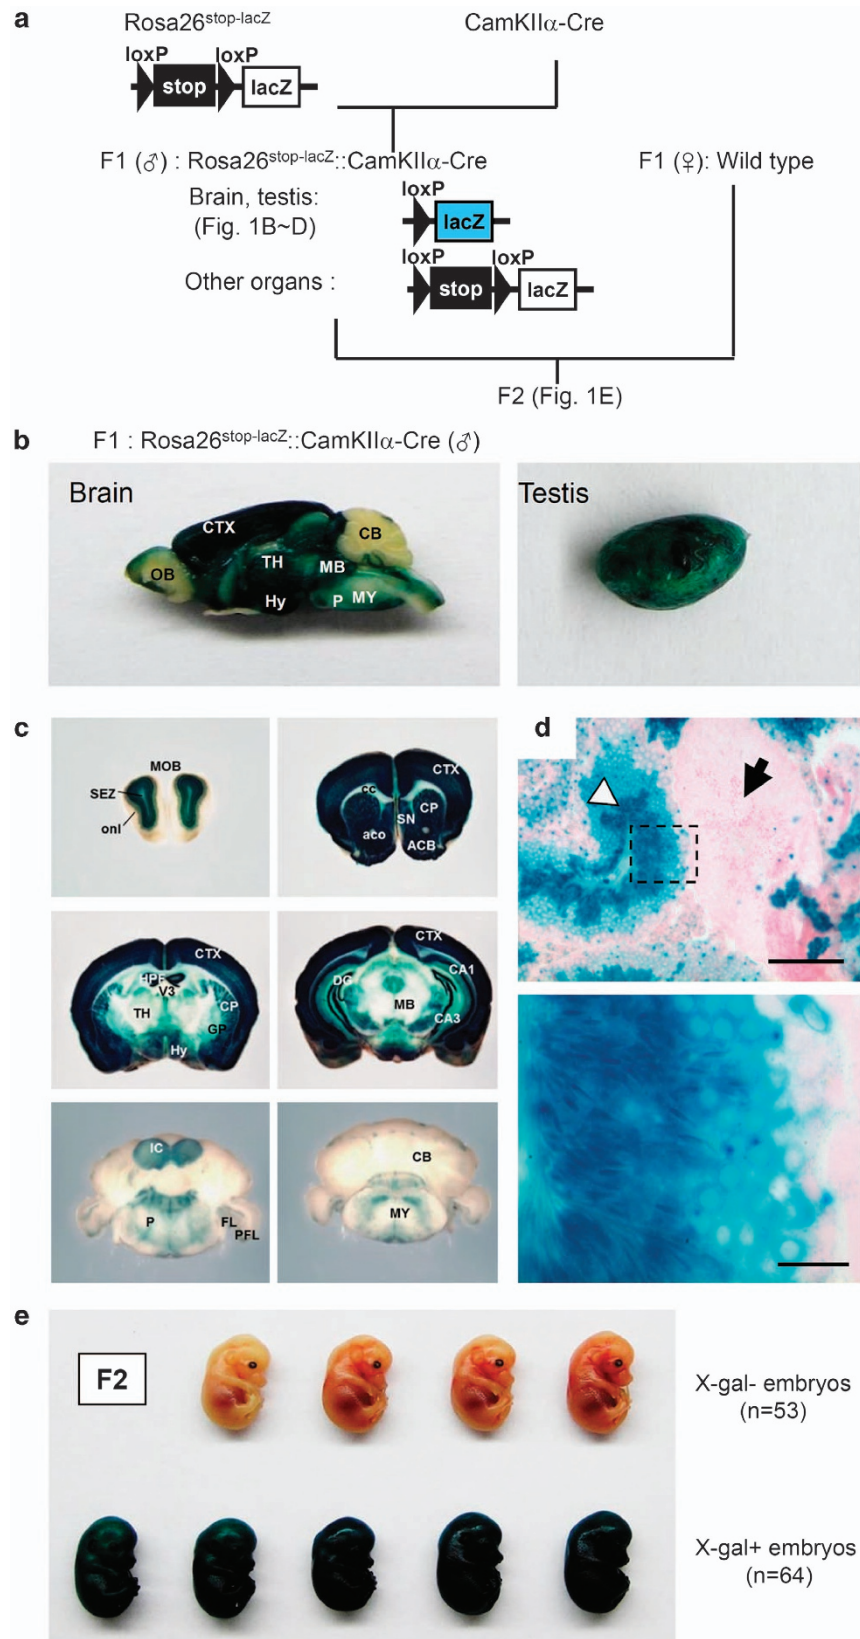 a
Rosa26stop-lacZ
CamKIIα-Cre
loxP loxP
stop lacZ
F1 (♂) : Rosa26stop-lacZ::CamKIIα-Cre
F1 (♀): Wild type
Brain, testis:
(Fig. 1B~D)
loxP
lacZ
Other organs :
loxP loxP
stop lacZ
F2 (Fig. 1E)
b
F1 : Rosa26stop-lacZ::CamKIIα-Cre (♂)
Brain
CTX
CB
OB
TH
MB
Hy
P
MY
Testis
c
MOB
SEZ
onl
CTX
cc
CP
SN
aco
ACB
CTX
HPF
V3
TH
CP
GP
Hy
CTX
DG
CA1
MB
CA3
IC
P
FL
PFL
CB
MY
d
e
F2
X-gal- embryos
(n=53)
X-gal+ embryos
(n=64)